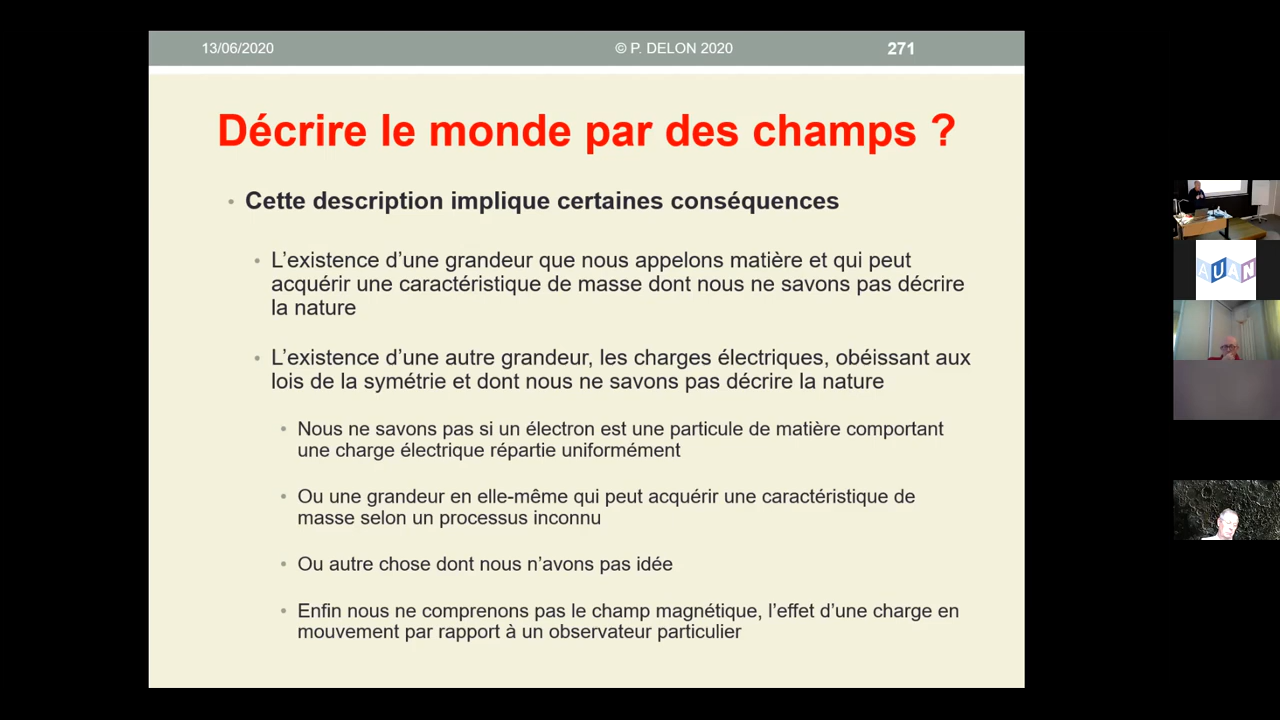 13/06/2020
© P. DELON 2020
271
Décrire le monde par des champs ?
• Cette description implique certaines conséquences
• L’existence d’une grandeur que nous appelons matière et qui peut
acquérir une caractéristique de masse dont nous ne savons pas décrire
la nature
• L’existence d’une autre grandeur, les charges électriques, obéissant aux
lois de la symétrie et dont nous ne savons pas décrire la nature
• Nous ne savons pas si un électron est une particule de matière comportant
une charge électrique répartie uniformément
• Ou une grandeur en elle-même qui peut acquérir une caractéristique de
masse selon un processus inconnu
• Ou autre chose dont nous n’avons pas idée
• Enfin nous ne comprenons pas le champ magnétique, l’effet d’une charge en
mouvement par rapport à un observateur particulier
AUAN